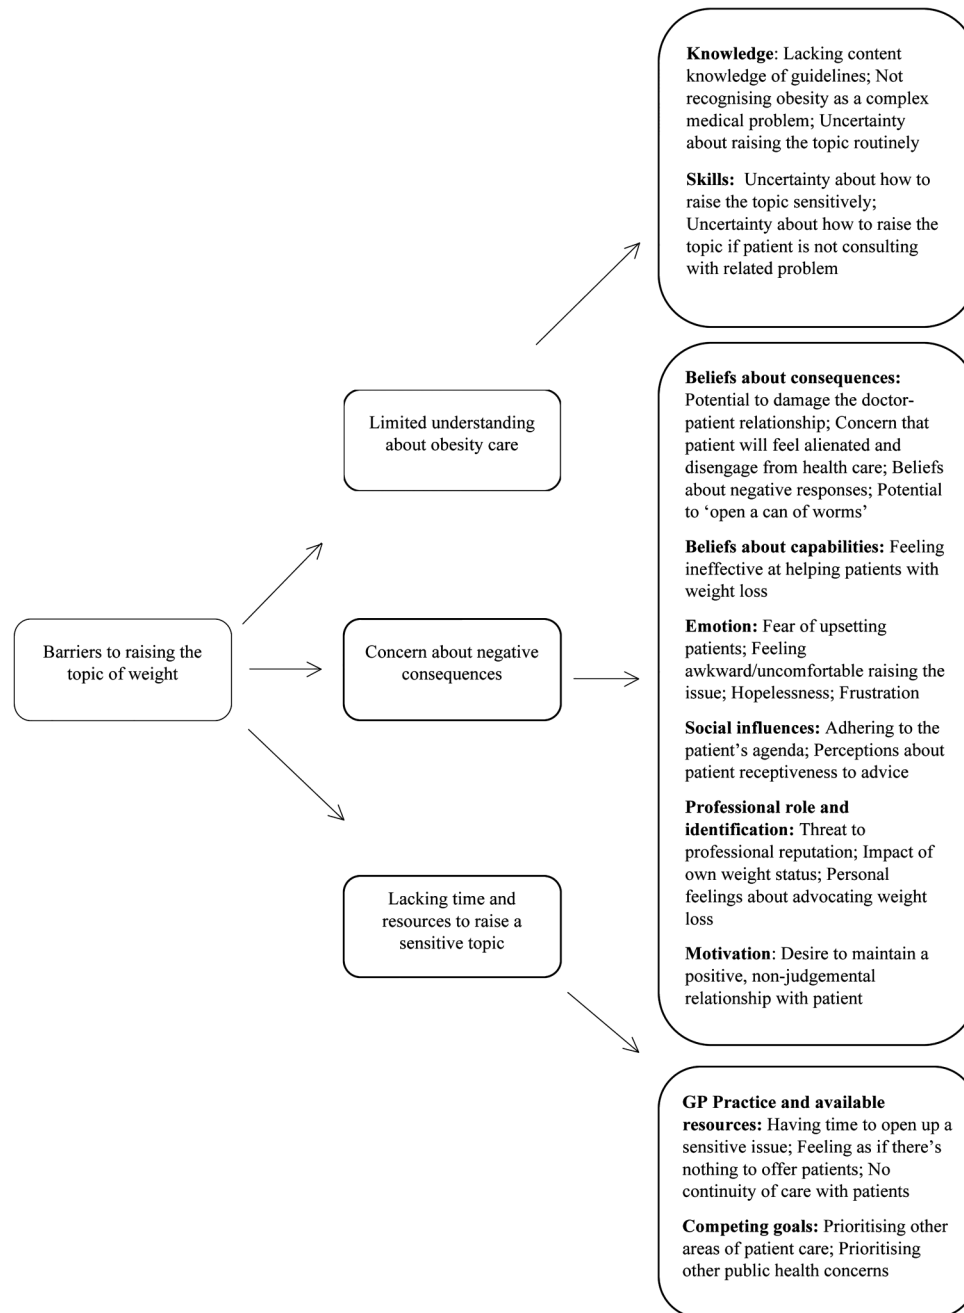 Knowledge: Lacking content
knowledge of guidelines; Not
recognising obesity as a complex
medical problem; Uncertainty
about raising the topic routinely
Skills:  Uncertainty about how to
raise the topic sensitively;
Uncertainty about how to raise the
topic if patient is not consulting
with related problem
Limited understanding
about obesity care
Beliefs about consequences:
Potential to damage the doctor-
patient relationship; Concern that
patient will feel alienated and
disengage from health care; Beliefs
about negative responses; Potential
to ‘open a can of worms’
Beliefs about capabilities: Feeling
ineffective at helping patients with
weight loss
Emotion: Fear of upsetting
patients; Feeling
awkward/uncomfortable raising the
issue; Hopelessness; Frustration
Social influences: Adhering to the
patient’s agenda; Perceptions about
patient receptiveness to advice
Professional role and
identification: Threat to
professional reputation; Impact of
own weight status; Personal
feelings about advocating weight
loss
Motivation: Desire to maintain a
positive, non-judgemental
relationship with patient
Barriers to raising the
topic of weight
Concern about negative
consequences
Lacking time and
resources to raise a
sensitive topic
GP Practice and available
resources: Having time to open up a
sensitive issue; Feeling as if there’s
nothing to offer patients; No
continuity of care with patients
Competing goals: Prioritising other
areas of patient care; Prioritising
other public health concerns